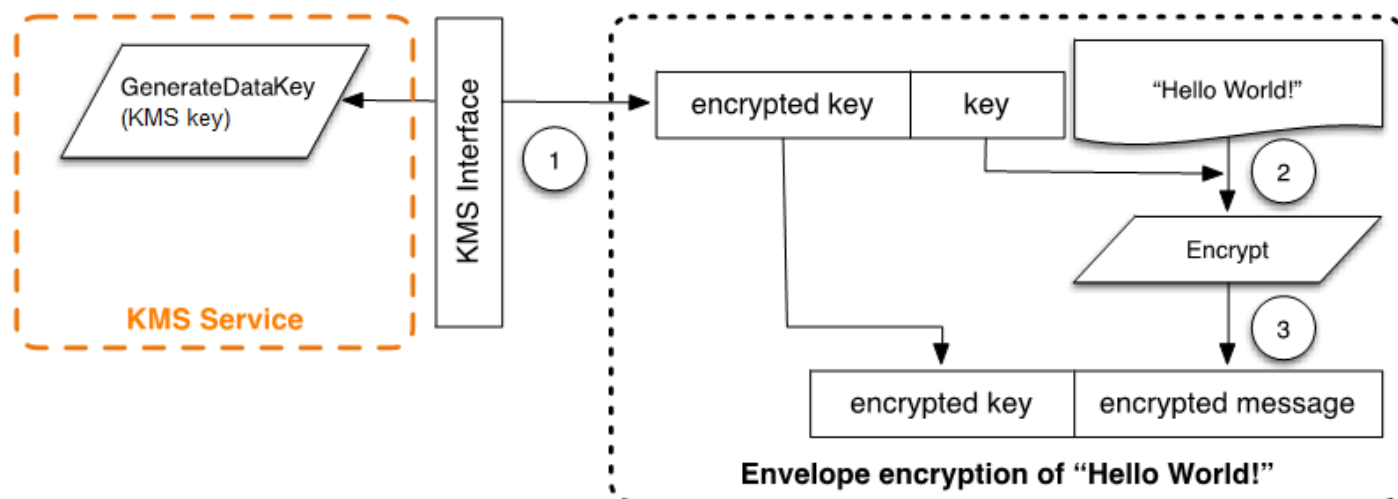 GenerateDataKey
(KMS key)
KMS Service
KMS Interface
1
encrypted key
key
“Hello World!”
2
Encrypt
3
encrypted key
encrypted message
Envelope encryption of “Hello World!”